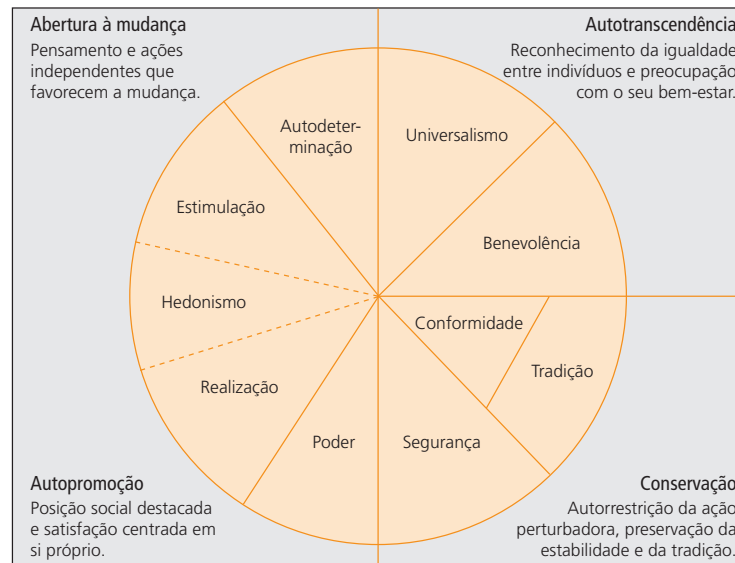 Abertura à mudança
Pensamento e ações
independentes que
favorecem a mudança.
Autotranscendência
Reconhecimento da igualdade
entre indivíduos e preocupação
com o seu bem-estar.
Autodeter-
minação
Universalismo
Estimulação
Benevolência
Hedonismo
Conformidade
Tradição
Realização
Poder
Segurança
Autopromoção
Posição social destacada
e satisfação centrada em
si próprio.
Conservação
Autorrestrição da ação
perturbadora, preservação da
estabilidade e da tradição.